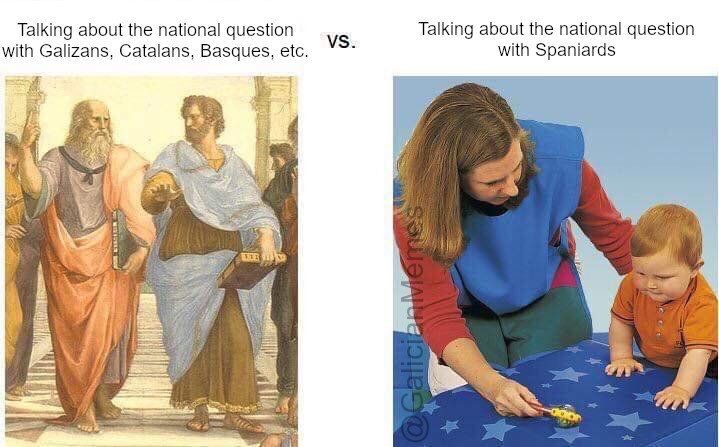 Talking about the national question
with Galizans, Catalans, Basques, etc.
vs.
Talking about the national question
with Spaniards
@GalicianMemes